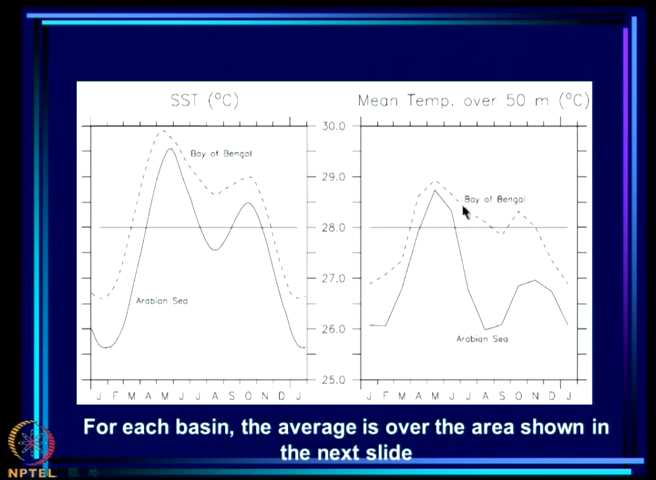 SST (°C)
Mean Temp. over 50 m (°C)
30.0
29.0
28.0
27.0
26.0
25.0
Bay of Bengal
Arabian Sea
Bay of Bengal
Arabian Sea
J F M A M J J A S O N D J
J F M A M J J A S O N D J
For each basin, the average is over the area shown in
the next slide
NPTEL